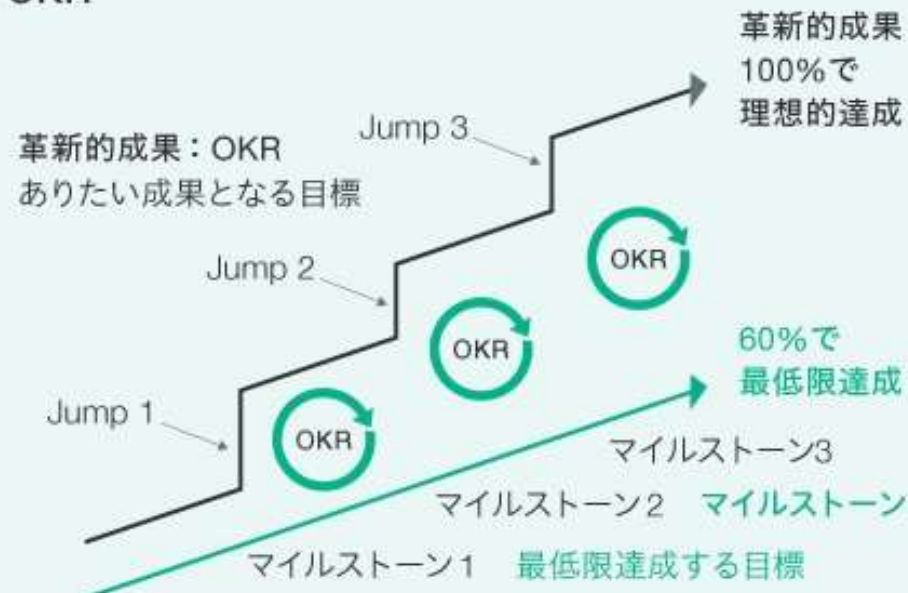 OKR
革新的成果
100%で
理想的達成
Jump 3
革新的成果：OKR
ありたい成果となる目標
Jump 2
OKR
OKR
60%で
最低限達成
Jump 1
OKR
マイルストーン3
マイルストーン2 マイルストーン
マイルストーン1 最低限達成する目標